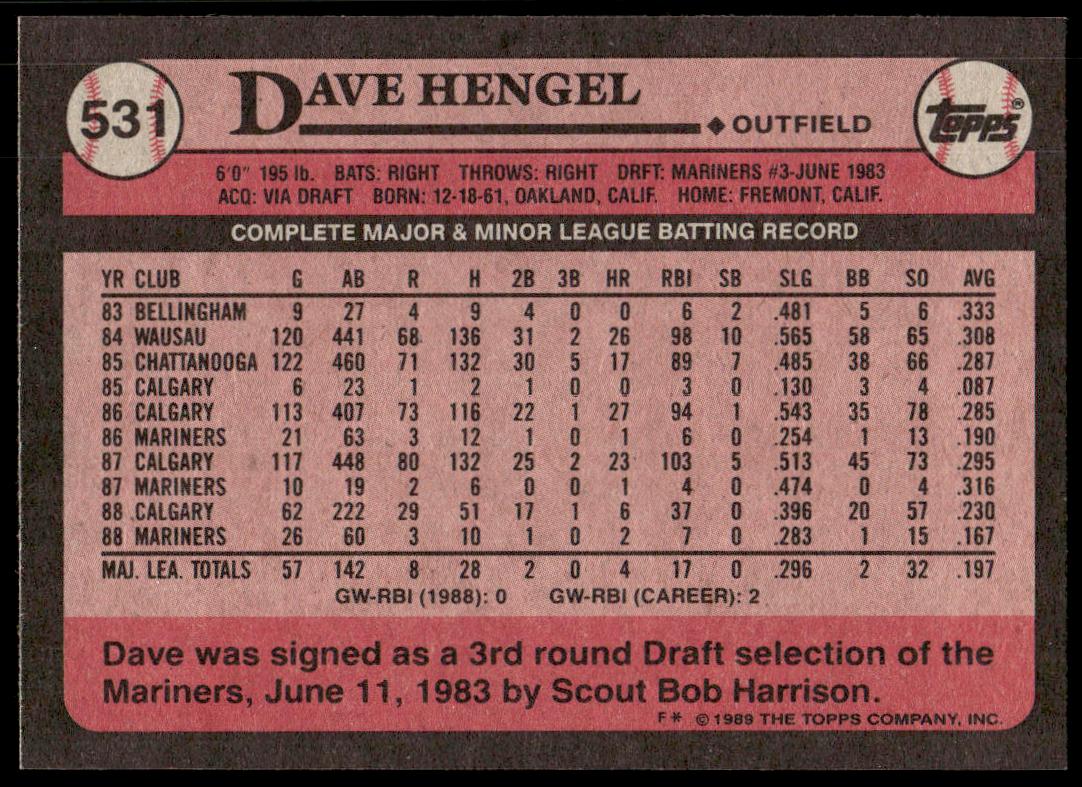 531
DAVE HENGEL
◆ OUTFIELD
TOPPS®
6'0" 195 lb. BATS: RIGHT THROWS: RIGHT DRFT: MARINERS #3-JUNE 1983
ACQ: VIA DRAFT BORN: 12-18-61, OAKLAND, CALIF. HOME: FREMONT, CALIF.
COMPLETE MAJOR & MINOR LEAGUE BATTING RECORD
YR CLUB G AB R H 2B 3B HR RBI SB SLG BB SO AVG
83 BELLINGHAM 9 27 4 9 4 0 0 6 2 .481 5 6 .333
84 WAUSAU 120 441 68 136 31 2 26 98 10 .565 58 65 .308
85 CHATTANOOGA 122 460 71 132 30 5 17 89 7 .485 38 66 .287
85 CALGARY 6 23 1 2 1 0 0 3 0 .130 3 4 .087
86 CALGARY 113 407 73 116 22 1 27 94 1 .543 35 78 .285
86 MARINERS 21 63 3 12 1 0 1 6 0 .254 1 13 .190
87 CALGARY 117 448 80 132 25 2 23 103 5 .513 45 73 .295
87 MARINERS 10 19 2 6 0 0 1 4 0 .474 0 4 .316
88 CALGARY 62 222 29 51 17 1 6 37 0 .396 20 57 .230
88 MARINERS 26 60 3 10 1 0 2 7 0 .283 1 15 .167
MAJ. LEA. TOTALS 57 142 8 28 2 0 4 17 0 .296 2 32 .197
GW-RBI (1988): 0 GW-RBI (CAREER): 2
Dave was signed as a 3rd round Draft selection of the
Mariners, June 11, 1983 by Scout Bob Harrison.
F* © 1989 THE TOPPS COMPANY, INC.